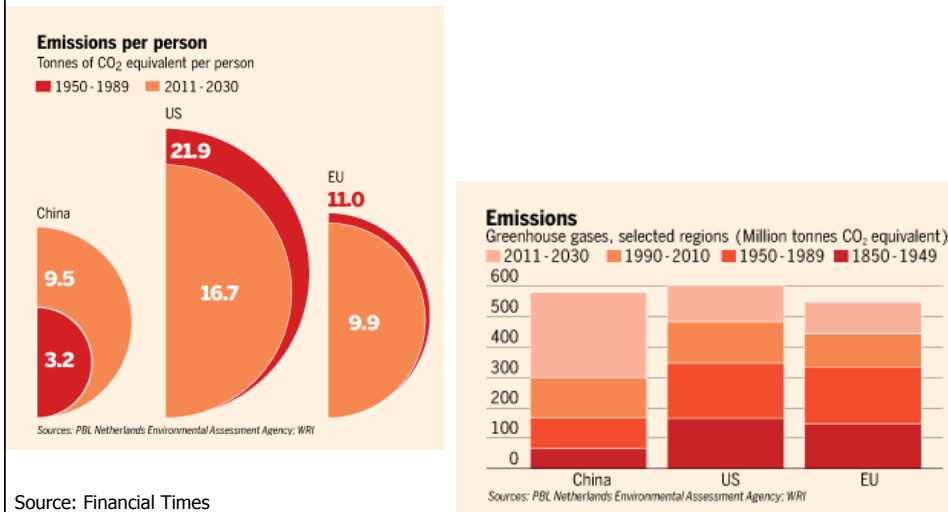 Emissions per person
Tonnes of CO₂ equivalent per person
1950-1989 2011-2030
US
21.9
EU
11.0
China
9.5
16.7
9.9
3.2
Sources: PBL Netherlands Environmental Assessment Agency; WRI
Source: Financial Times
Emissions
Greenhouse gases, selected regions (Million tonnes CO₂ equivalent)
2011-2030 1990-2010 1950-1989 1850-1949
600
500
400
300
200
100
0
China US EU
Sources: PBL Netherlands Environmental Assessment Agency; WRI